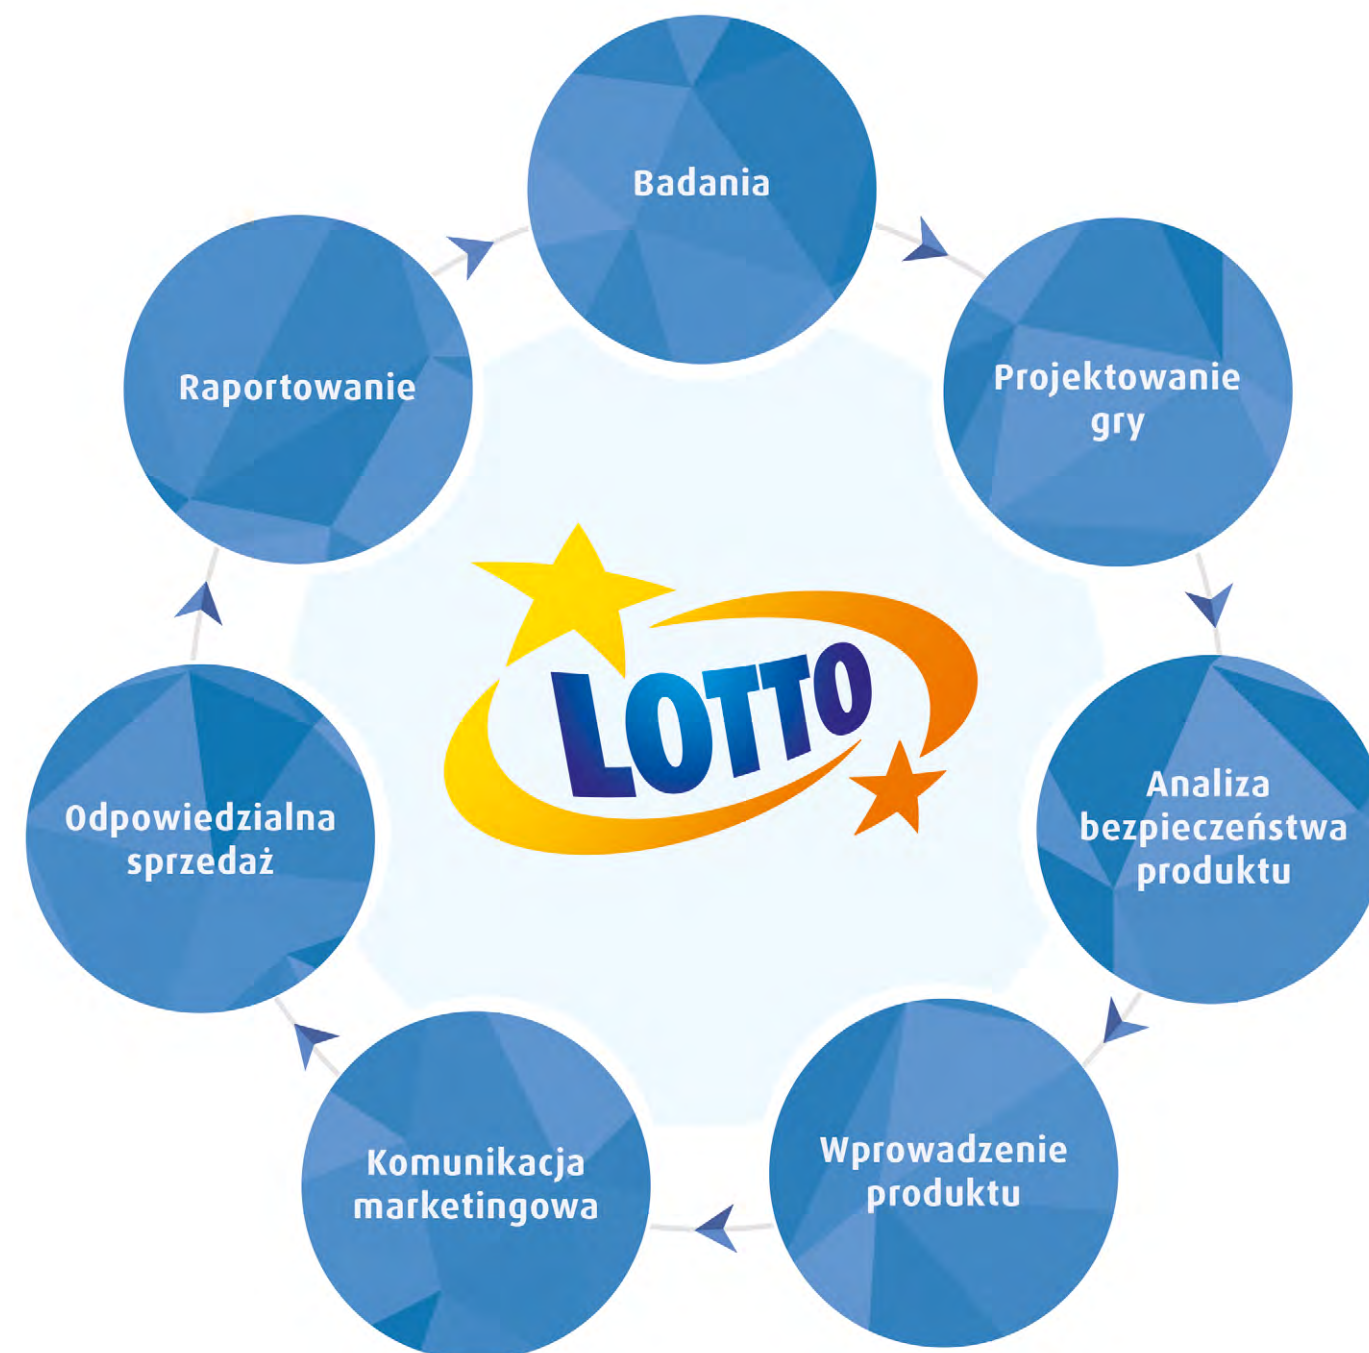 Badania
Projektowanie
gry
Analiza
bezpieczeństwa
produktu
Wprowadzenie
produktu
Komunikacja
marketingowa
Odpowiedzialna
sprzedaż
Raportowanie
LOTTO